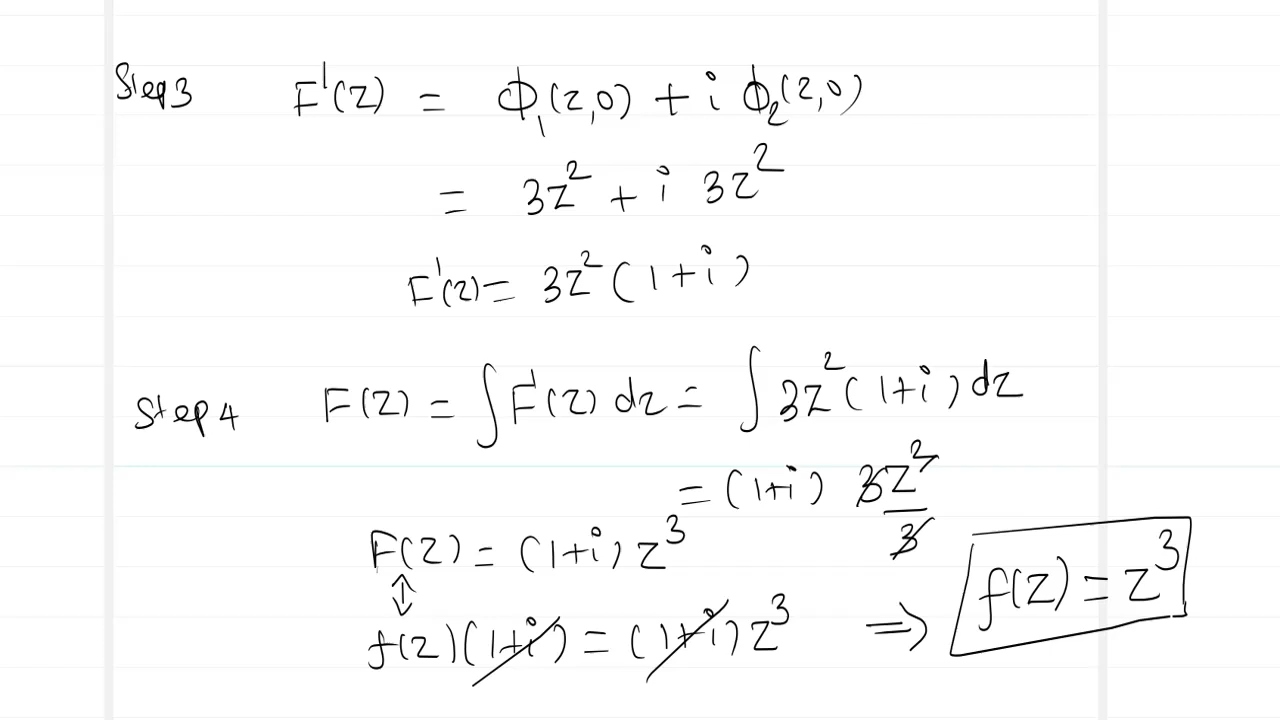 Step 3 F'(z) = ϕ₁(z,0) + i ϕ₂(z,0)
= 3z² + i 3z²
F'(z) = 3z² (1+i)
Step 4 F(z) = ∫ F'(z) dz = ∫ 3z² (1+i) dz
= (1+i) 3z²/3
F(z) = (1+i) z³
↕
f(z)(1+i) = (1+i) z³ ⇒ f(z) = z³